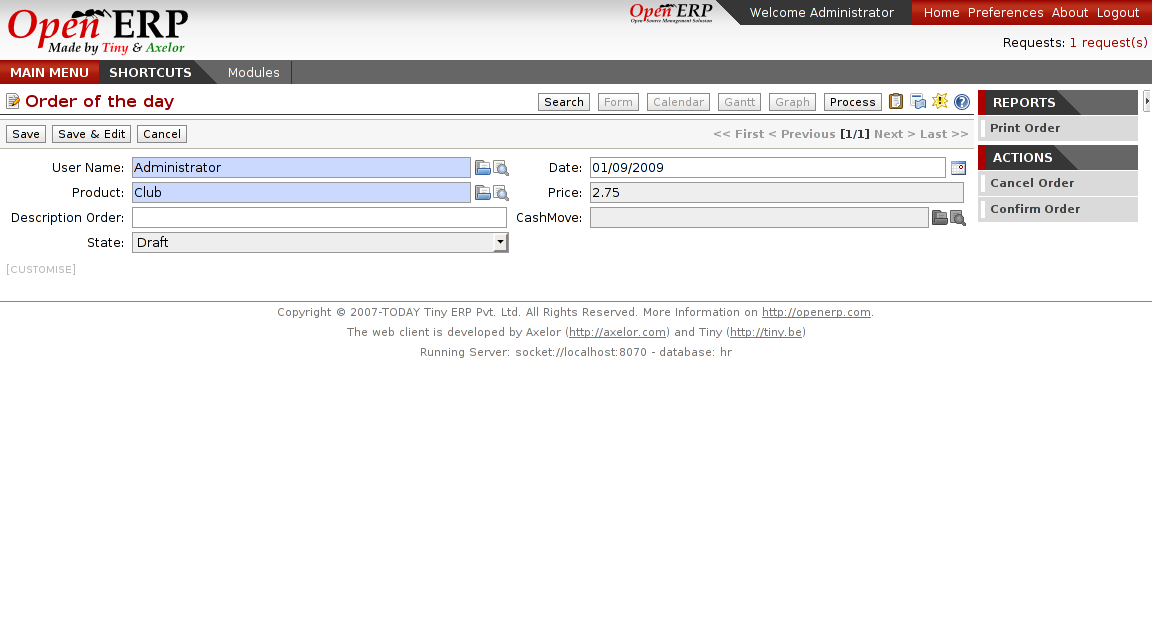 Open ERP
Made by Tiny & Axelor
Open ERP
Open Source Management Solution
Welcome Administrator
Home Preferences About Logout
Requests: 1 request(s)
MAIN MENU SHORTCUTS Modules
Order of the day
Search Form Calendar Gantt Graph Process
Save Save & Edit Cancel
<< First < Previous [1/1] Next > Last >>
User Name: Administrator
Date: 01/09/2009
Product: Club
Price: 2.75
Description Order:
CashMove:
State: Draft
[CUSTOMISE]
REPORTS
Print Order
ACTIONS
Cancel Order
Confirm Order
Copyright © 2007-TODAY Tiny ERP Pvt. Ltd. All Rights Reserved. More Information on http://openerp.com.
The web client is developed by Axelor (http://axelor.com) and Tiny (http://tiny.be)
Running Server: socket://localhost:8070 - database: hr